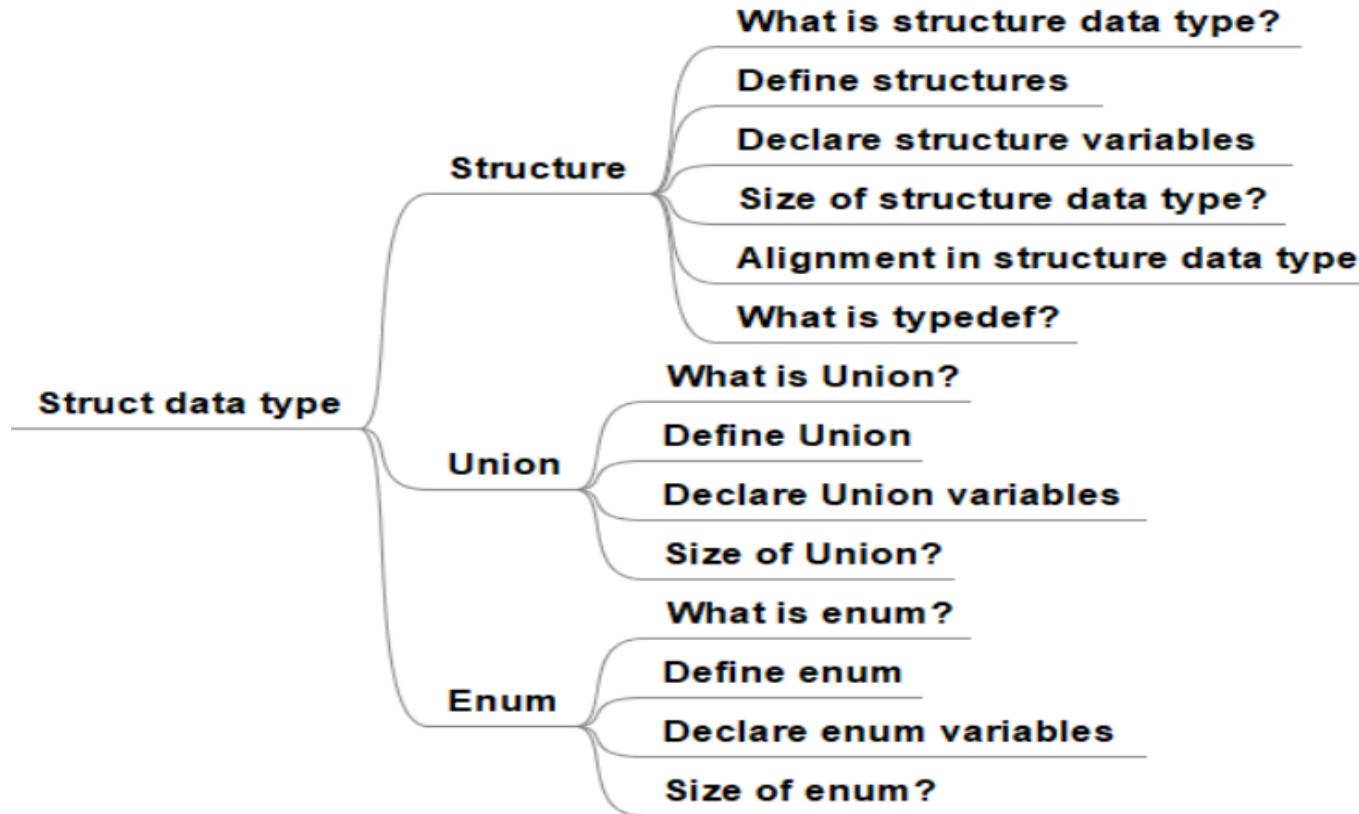 What is structure data type?
Define structures
Declare structure variables
Structure
Size of structure data type?
Alignment in structure data type
What is typedef?
What is Union?
Struct data type
Define Union
Union
Declare Union variables
Size of Union?
What is enum?
Define enum
Enum
Declare enum variables
Size of enum?